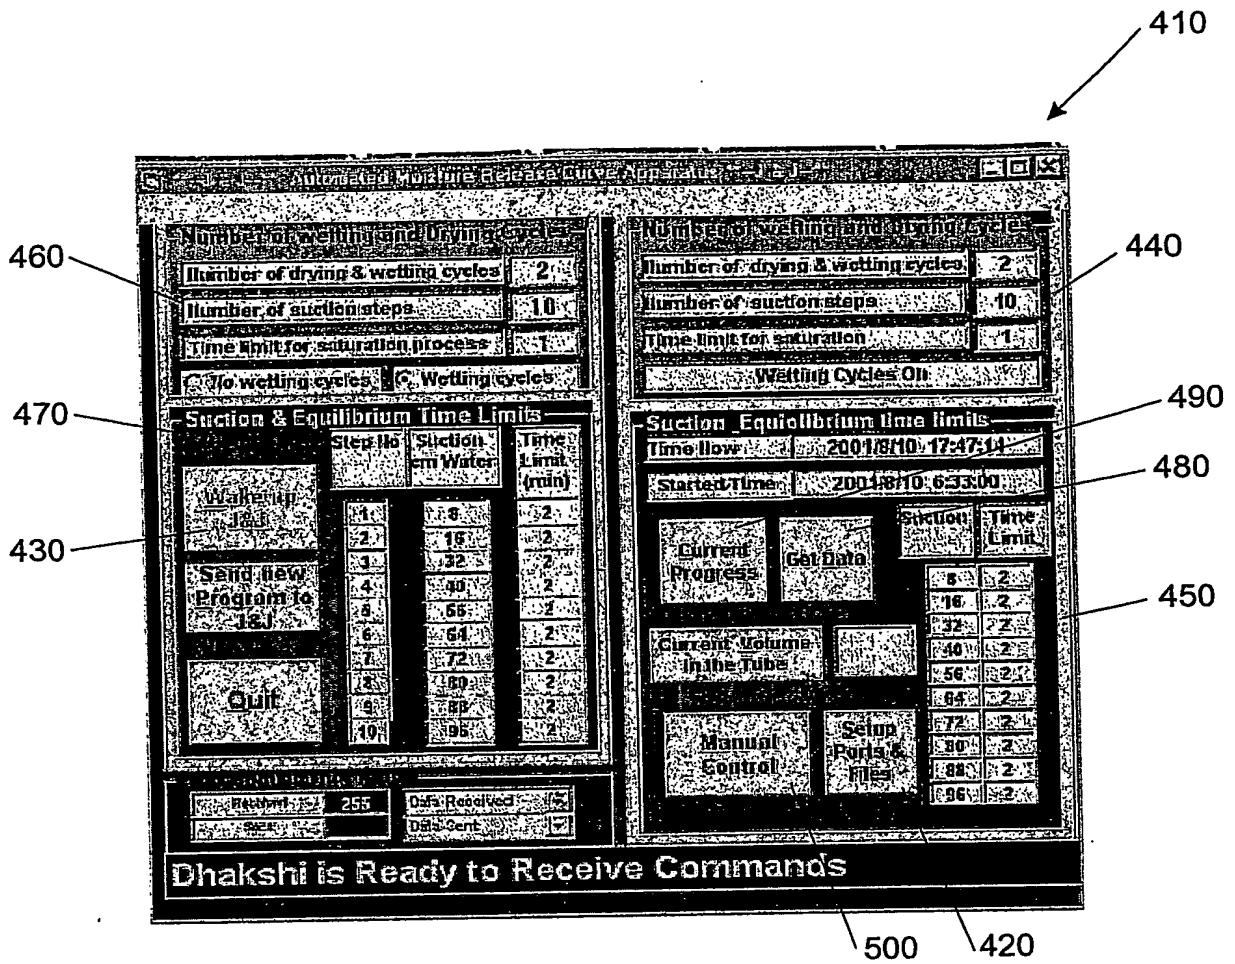 410
Automated Moisture Release Curve Apparatus
Number of wetting and Drying Cycles
Number of drying & wetting cycles 2
Number of suction steps 10
Time limit for saturation process 1
No wetting cycles Wetting cycles
460
Number of wetting and Drying Cycles
Number of drying & wetting cycles 2
Number of suction steps 10
Time limit for saturation 1
Wetting Cycles On
440
470
Suction & Equilibrium Time Limits
Step No Suction cm Water Time Limit (min)
Wake up
J&J
430
Send new
Program to
J&J
Quit
1 8 2
2 16 2
3 32 2
4 40 2
5 56 2
6 64 2
7 72 2
8 80 2
9 88 2
10 96 2
Suction_Equiolibrium time limits
490
Time Now 2001/8/10 17:47:14
480
Started Time 2001/8/10 6:33:00
Current
Progress
Get Data
Suction Time
Limit
8 2
16 2
32 2
40 2
56 2
64 2
72 2
80 2
88 2
96 2
450
Current Volume
in the Tube
Manual
Control
Setup
Ports &
Files
255
Data Received
Data Sent
Dhakshi is Ready to Receive Commands
500
420